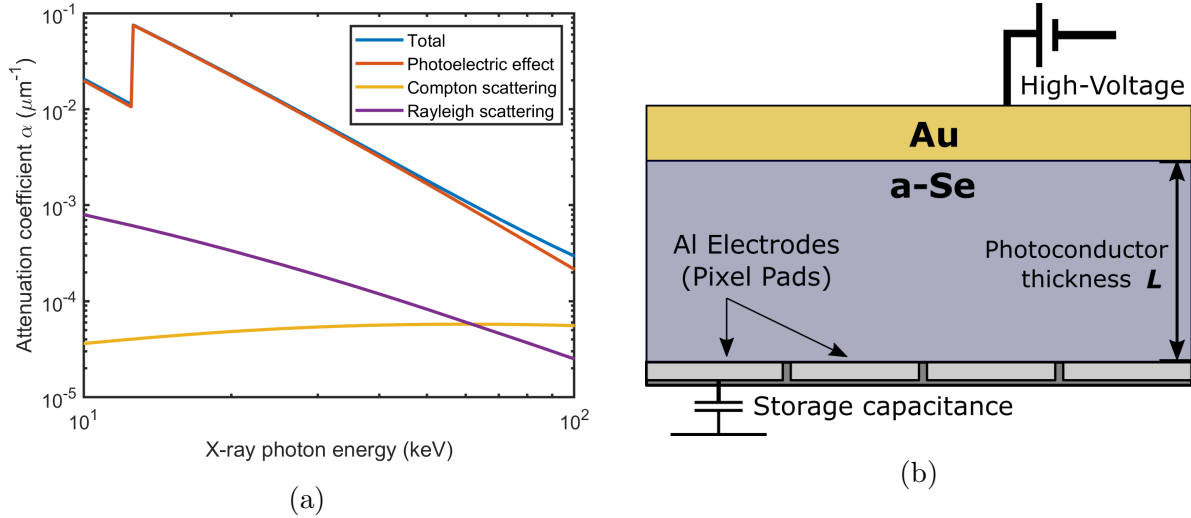 10^-1
10^-2
10^-3
10^-4
10^-5
Attenuation coefficient α (μm^-1)
Total
Photoelectric effect
Compton scattering
Rayleigh scattering
10^1
10^2
X-ray photon energy (keV)
(a)
High-Voltage
Au
a-Se
Al Electrodes
(Pixel Pads)
Photoconductor
thickness L
Storage capacitance
(b)